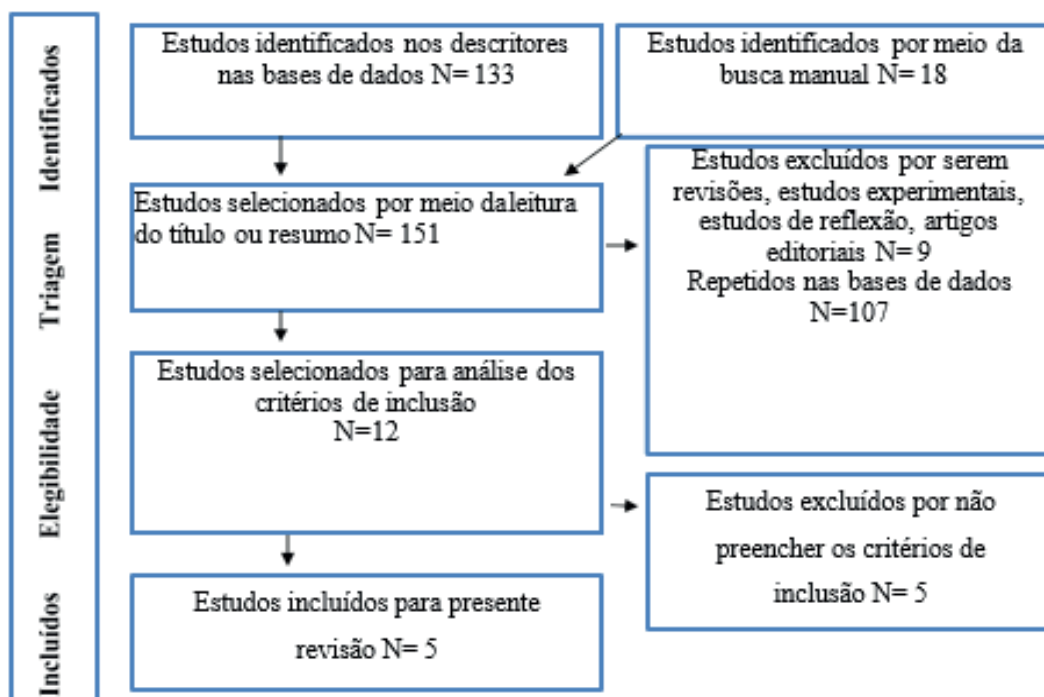 Identificados
Estudos identificados nos descritores
nas bases de dados N= 133
Estudos identificados por meio da
busca manual N= 18
Triagem
Estudos selecionados por meio daleitura
do título ou resumo N= 151
Estudos excluídos por serem
revisões, estudos experimentais,
estudos de reflexão, artigos
editoriais N= 9
Repetidos nas bases de dados
N=107
Elegibilidade
Estudos selecionados para análise dos
critérios de inclusão
N=12
Estudos excluídos por não
preencher os critérios de
inclusão N= 5
Incluídos
Estudos incluídos para presente
revisão N= 5